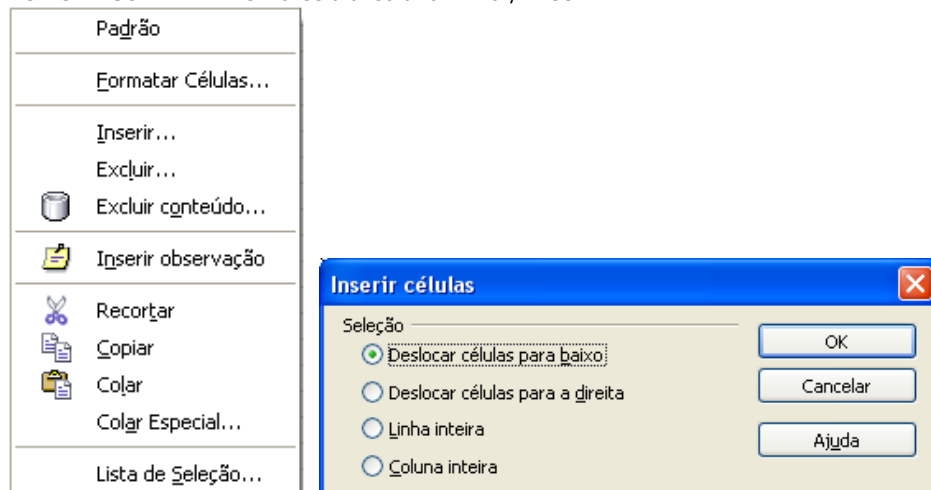 Padrão
Formatar Células...
Inserir...
Excluir...
Excluir conteúdo...
Inserir observação
Recortar
Copiar
Colar
Colar Especial...
Lista de Seleção...
Inserir células
Seleção
Deslocar células para baixo
Deslocar células para a direita
Linha inteira
Coluna inteira
OK
Cancelar
Ajuda